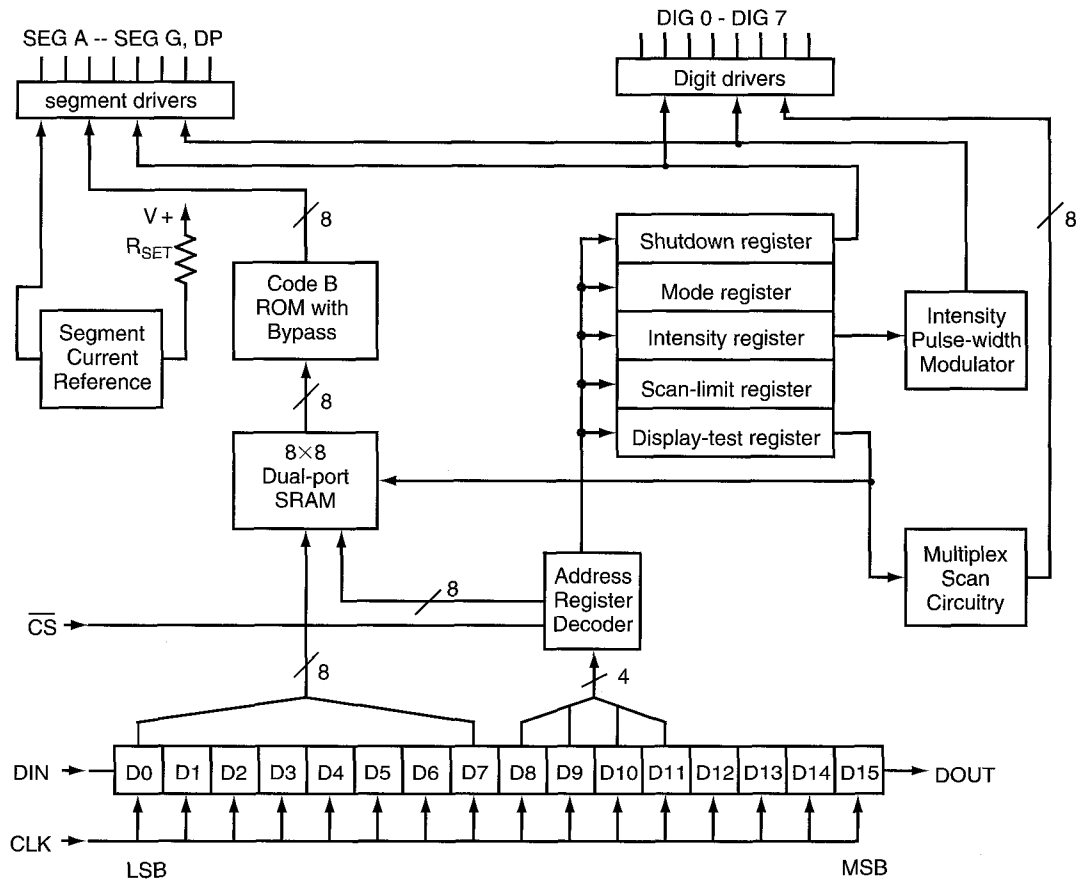 SEG A -- SEG G, DP
segment drivers
DIG 0 - DIG 7
Digit drivers
8
V +
RSET
8
Code B
ROM with
Bypass
Segment
Current
Reference
Shutdown register
Mode register
Intensity register
Scan-limit register
Display-test register
Intensity
Pulse-width
Modulator
8
8×8
Dual-port
SRAM
Address
Register
Decoder
Multiplex
Scan
Circuitry
8
CS
8
4
DIN
D0 D1 D2 D3 D4 D5 D6 D7 D8 D9 D10 D11 D12 D13 D14 D15
DOUT
CLK
LSB
MSB